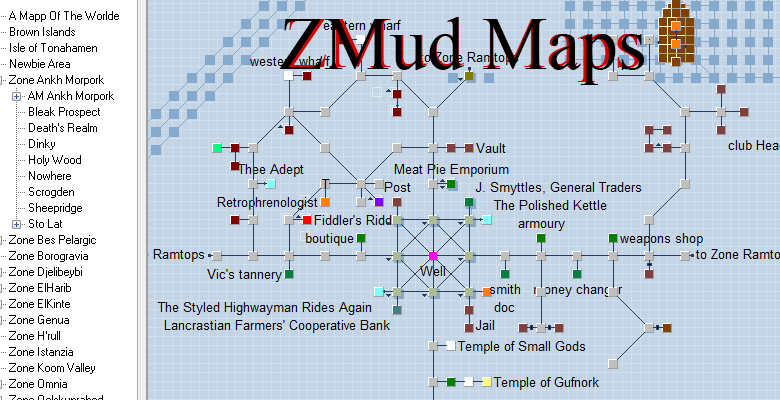 A Mapp Of The Worlde
Brown Islands
Isle of Tonahamen
Newbie Area
Zone Ankh Morpork
AM Ankh Morpork
Bleak Prospect
Death's Realm
Dinky
Holy Wood
Nowhere
Scrogden
Sheepridge
Sto Lat
Zone Bes Pelargic
Zone Borogravia
Zone Djelibeybi
Zone ElHarib
Zone ElKinte
Zone Genua
Zone H'rull
Zone Istanzia
Zone Koom Valley
Zone Omnia
ZMud Maps
eastern wharf
western wharf
to Zone Ramtops
Vault
club Hea
Thee Adept
Meat Pie Emporium
Post
J. Smyttles, General Traders
Retrophrenologist
The Polished Kettle
Fiddler's Ridd
armoury
boutique
weapons shop
Ramtops
to Zone Ramto
Well
Vic's tannery
smith
money changer
The Styled Highwayman Rides Again
doc
Lancrastian Farmers' Cooperative Bank
Jail
Temple of Small Gods
Temple of Gufnork